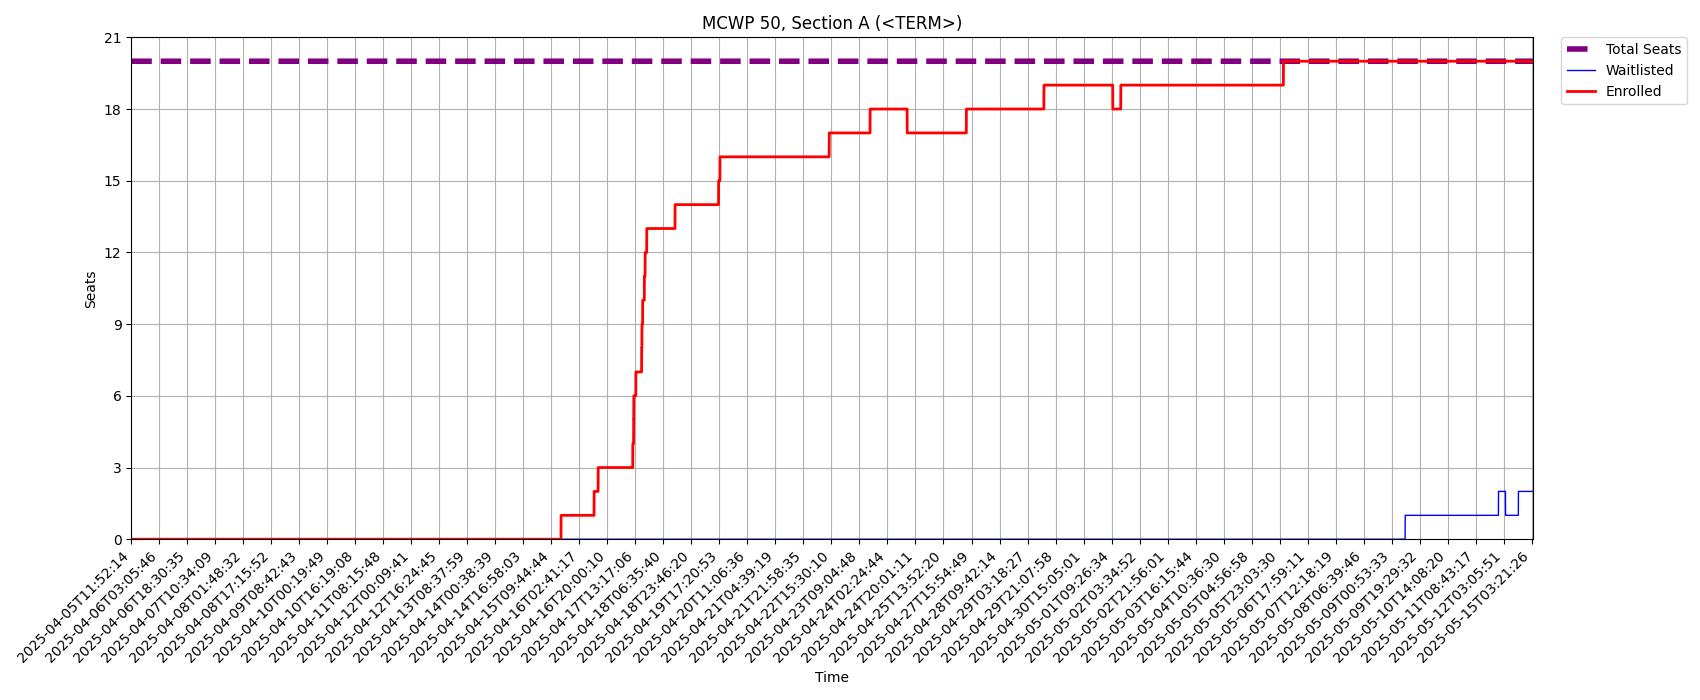 MCWP 50, Section A (<TERM>)
Total Seats
Waitlisted
Enrolled
21
18
15
12
9
6
3
0
Seats
2025-04-05T11:52:14
2025-04-06T03:05:46
2025-04-06T18:30:35
2025-04-07T10:34:09
2025-04-08T01:48:32
2025-04-08T17:15:52
2025-04-09T08:42:43
2025-04-10T00:19:49
2025-04-10T16:19:08
2025-04-11T08:15:48
2025-04-12T00:09:41
2025-04-12T16:24:45
2025-04-13T08:37:59
2025-04-14T00:38:39
2025-04-14T16:58:03
2025-04-15T09:44:44
2025-04-16T02:41:17
2025-04-16T20:00:10
2025-04-17T13:17:06
2025-04-18T06:35:40
2025-04-18T23:46:20
2025-04-19T17:20:53
2025-04-20T11:06:36
2025-04-21T04:39:19
2025-04-21T21:58:35
2025-04-22T15:30:10
2025-04-23T09:04:48
2025-04-24T02:24:44
2025-04-24T20:01:11
2025-04-25T13:52:20
2025-04-27T15:54:49
2025-04-28T09:42:14
2025-04-29T03:18:27
2025-04-29T21:07:58
2025-04-30T15:05:01
2025-05-01T09:26:34
2025-05-02T03:34:52
2025-05-02T21:56:01
2025-05-03T16:15:44
2025-05-04T10:36:30
2025-05-05T04:56:58
2025-05-05T23:03:30
2025-05-06T17:59:11
2025-05-07T12:18:19
2025-05-08T06:39:46
2025-05-09T00:53:33
2025-05-09T19:29:32
2025-05-10T14:08:20
2025-05-11T08:43:17
2025-05-12T03:05:51
2025-05-15T03:21:26
Time